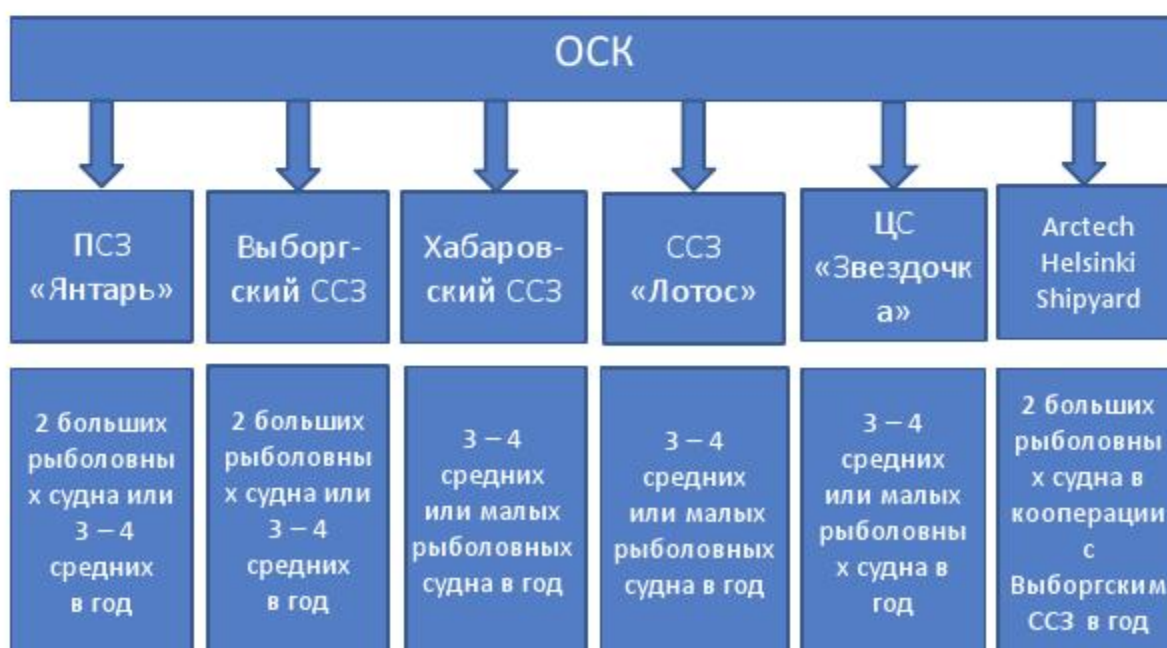 ОСК
ПСЗ
«Янтарь»
Выборг-
ский ССЗ
Хабаров-
ский ССЗ
ССЗ
«Лотос»
ЦС
«Звездочк
а»
Arctech
Helsinki
Shipyard
2 больших
рыболовны
х судна или
3 – 4
средних
в год
2 больших
рыболовны
х судна или
3 – 4
средних
в год
3 – 4
средних
или малых
рыболовных
судна в год
3 – 4
средних
или малых
рыболовных
судна в год
3 – 4
средних
или малых
рыболовны
х судна в
год
2 больших
рыболовны
х судна в
кооперации
с
Выборгским
ССЗ в год